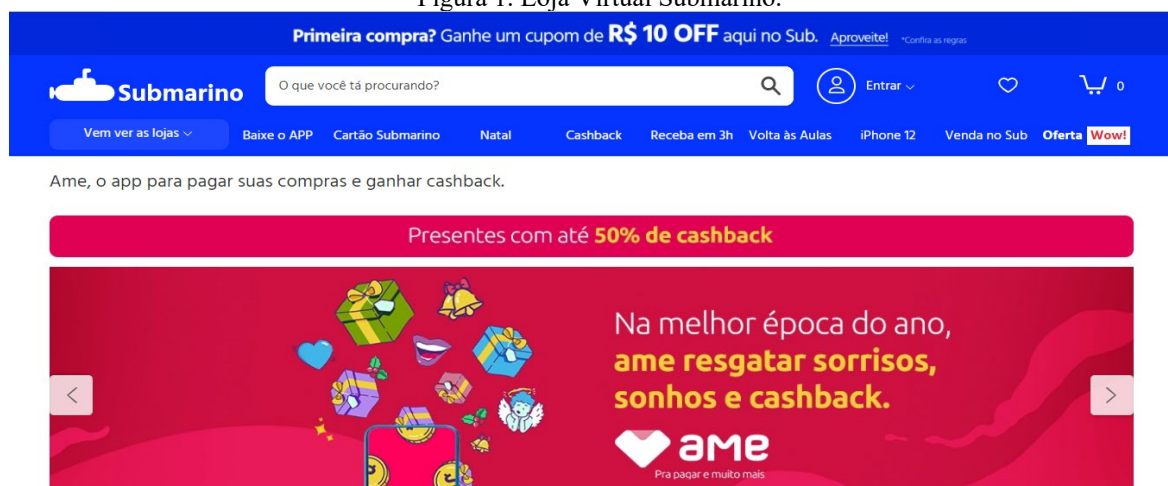 Figura 1: Loja Virtual Submarino.
Primeira compra? Ganhe um cupom de R$ 10 OFF aqui no Sub. Aproveite! *Confira as regras
Submarino O que você tá procurando? Entrar 0
Vem ver as lojas Baixe o APP Cartão Submarino Natal Cashback Receba em 3h Volta às Aulas iPhone 12 Venda no Sub Oferta Wow!
Ame, o app para pagar suas compras e ganhar cashback.
Presentes com até 50% de cashback
Na melhor época do ano,
ame resgatar sorrisos,
sonhos e cashback.
ame
Pra pagar e muito mais